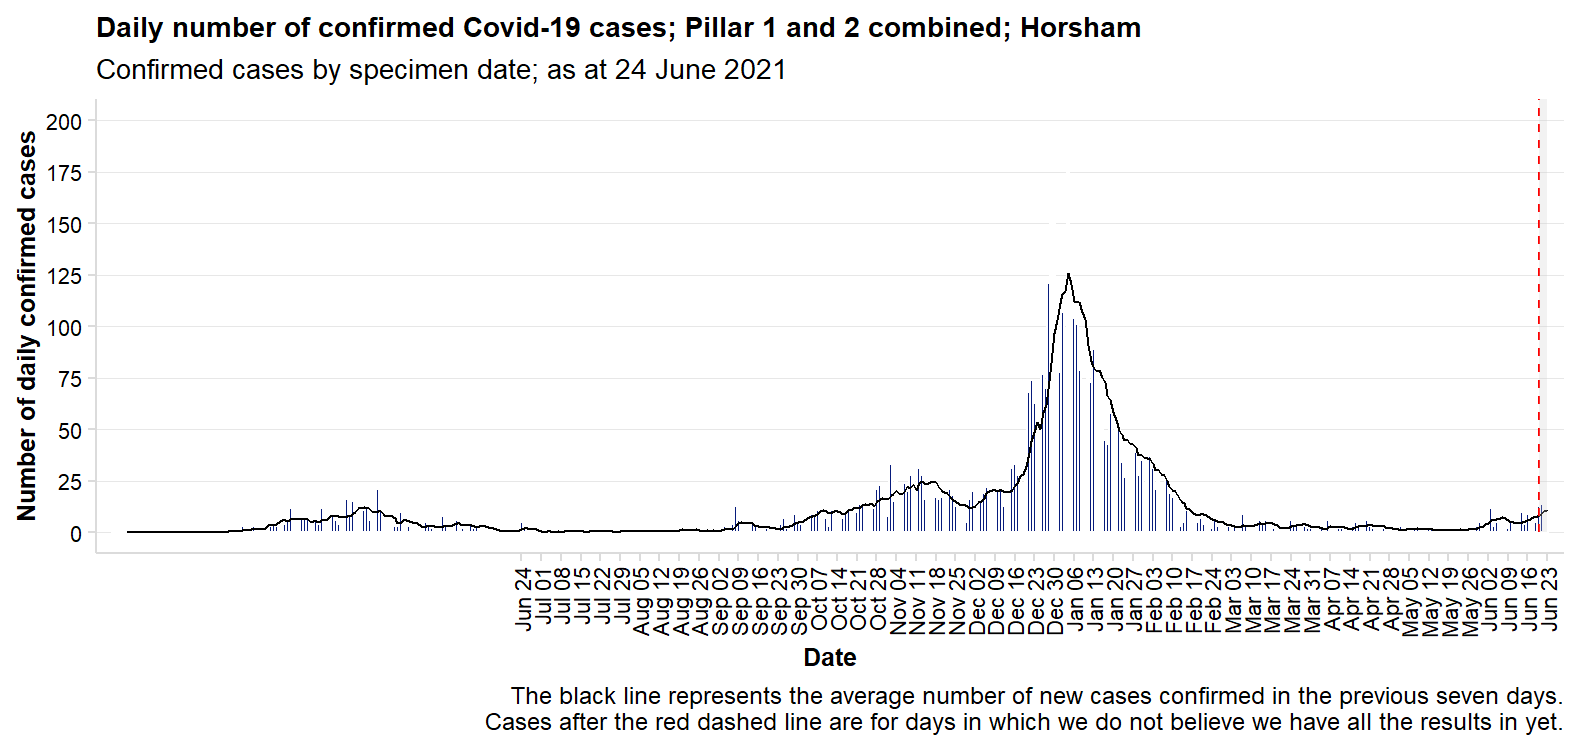 Daily number of confirmed Covid-19 cases; Pillar 1 and 2 combined; Horsham
Confirmed cases by specimen date; as at 24 June 2021
Number of daily confirmed cases
200
175
150
125
100
75
50
25
0
Jun 24
Jul 01
Jul 08
Jul 15
Jul 22
Jul 29
Aug 05
Aug 12
Aug 19
Aug 26
Sep 02
Sep 09
Sep 16
Sep 23
Sep 30
Oct 07
Oct 14
Oct 21
Oct 28
Nov 04
Nov 11
Nov 18
Nov 25
Dec 02
Dec 09
Dec 16
Dec 23
Dec 30
Jan 06
Jan 13
Jan 20
Jan 27
Feb 03
Feb 10
Feb 17
Feb 24
Mar 03
Mar 10
Mar 17
Mar 24
Mar 31
Apr 07
Apr 14
Apr 21
Apr 28
May 05
May 12
May 19
May 26
Jun 02
Jun 09
Jun 16
Jun 23
Date
The black line represents the average number of new cases confirmed in the previous seven days.
Cases after the red dashed line are for days in which we do not believe we have all the results in yet.